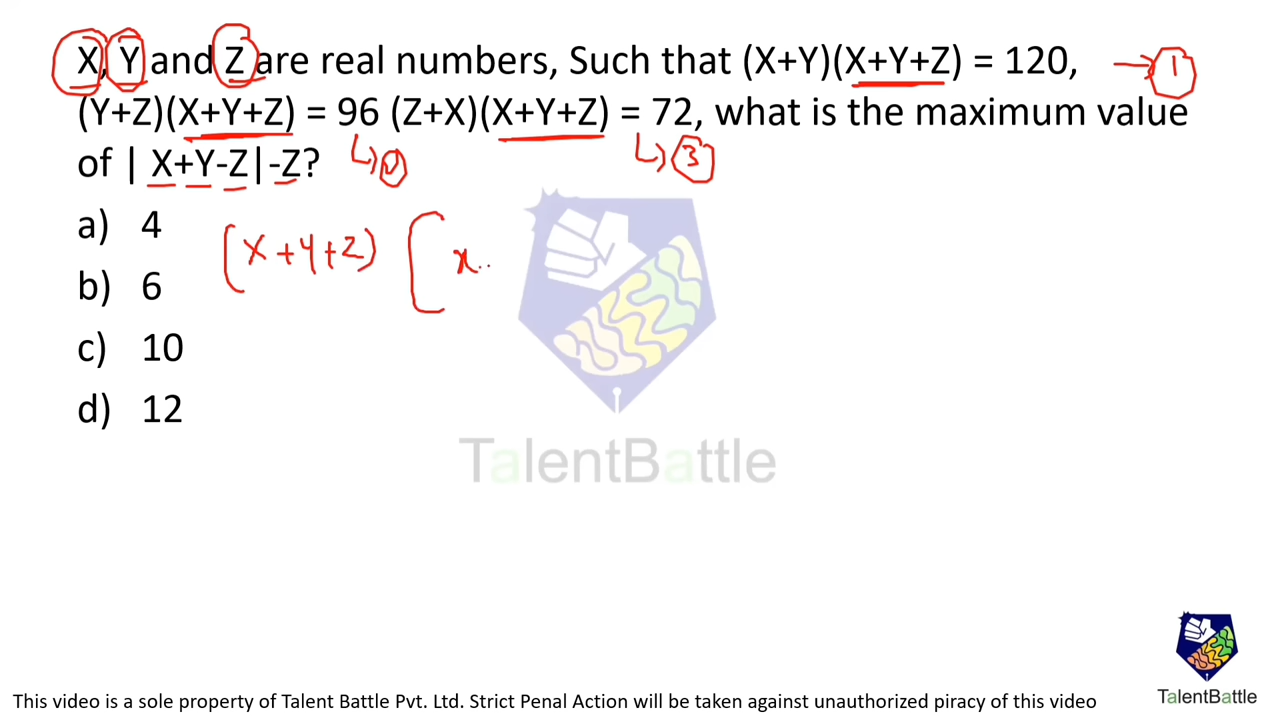 X, Y and Z are real numbers, Such that (X+Y)(X+Y+Z) = 120, → 1
(Y+Z)(X+Y+Z) = 96 (Z+X)(X+Y+Z) = 72, what is the maximum value
of | X+Y-Z|-Z? 3
a) 4
(X+Y+Z) [ x
b) 6
c) 10
d) 12
TalentBattle
TalentBattle
This video is a sole property of Talent Battle Pvt. Ltd. Strict Penal Action will be taken against unauthorized piracy of this video